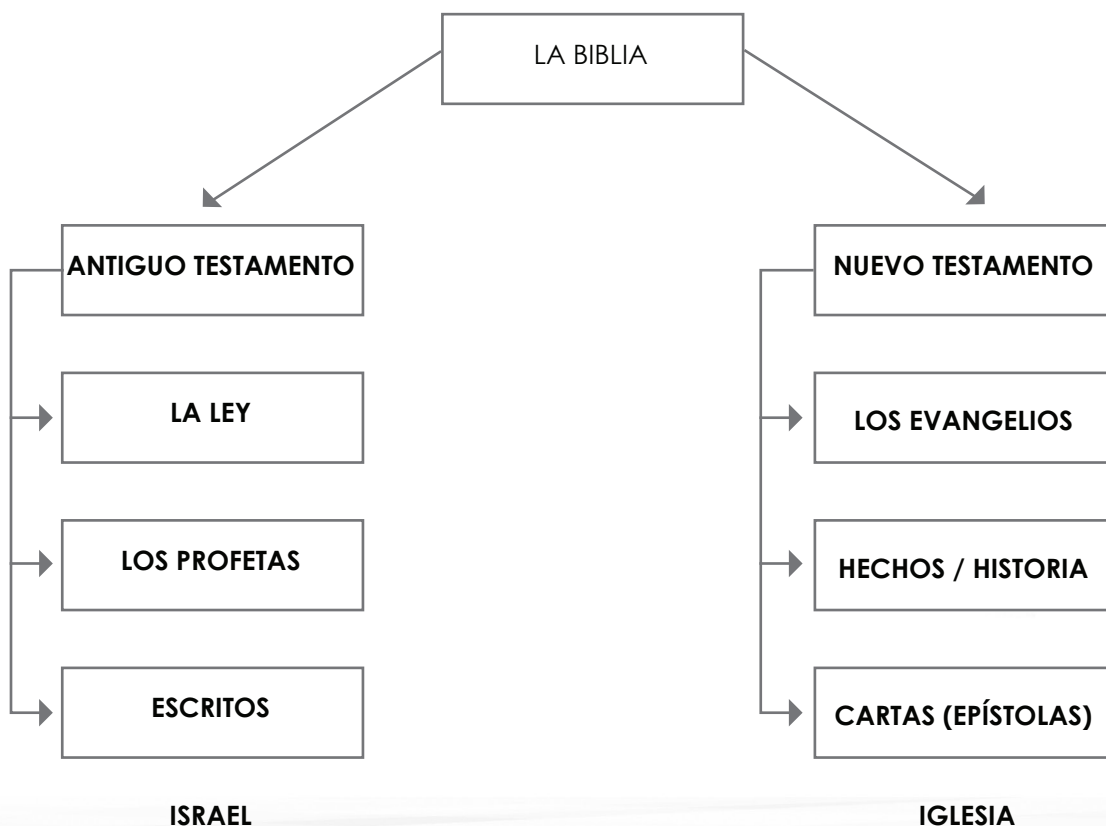 LA BIBLIA
ANTIGUO TESTAMENTO
LA LEY
LOS PROFETAS
ESCRITOS
ISRAEL
NUEVO TESTAMENTO
LOS EVANGELIOS
HECHOS / HISTORIA
CARTAS (EPÍSTOLAS)
IGLESIA